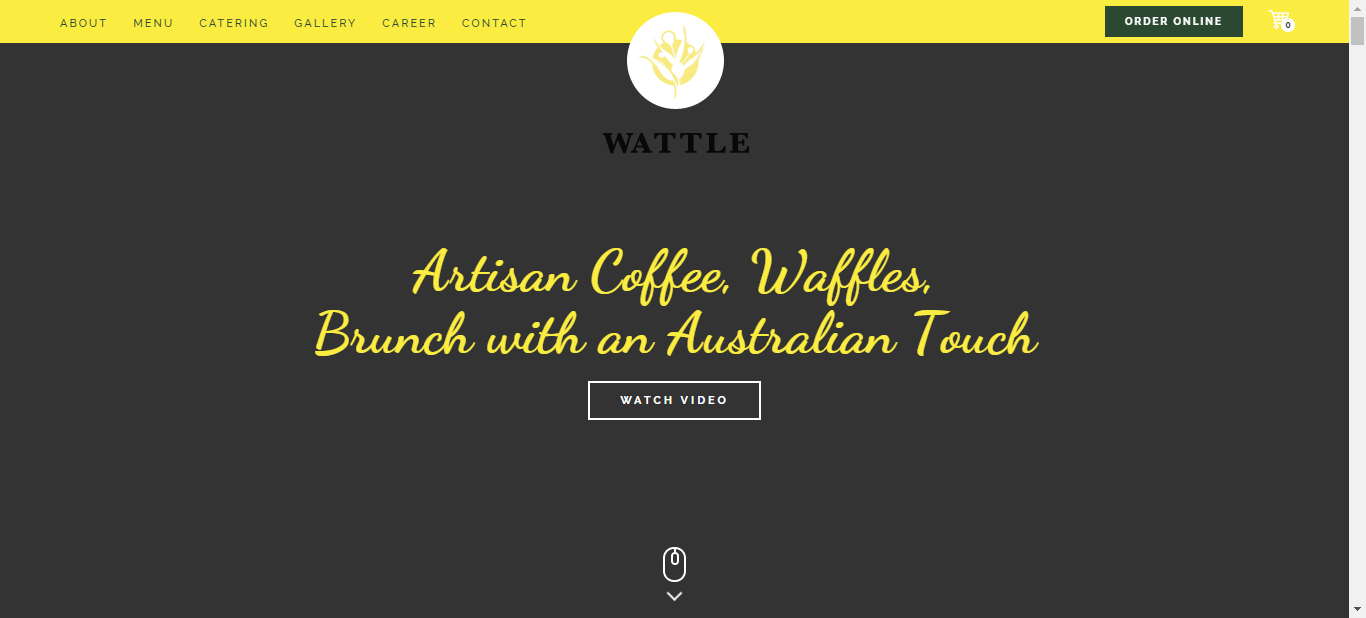 ABOUT MENU CATERING GALLERY CAREER CONTACT ORDER ONLINE 0
WATTLE
Artisan Coffee, Waffles,
Brunch with an Australian Touch
WATCH VIDEO